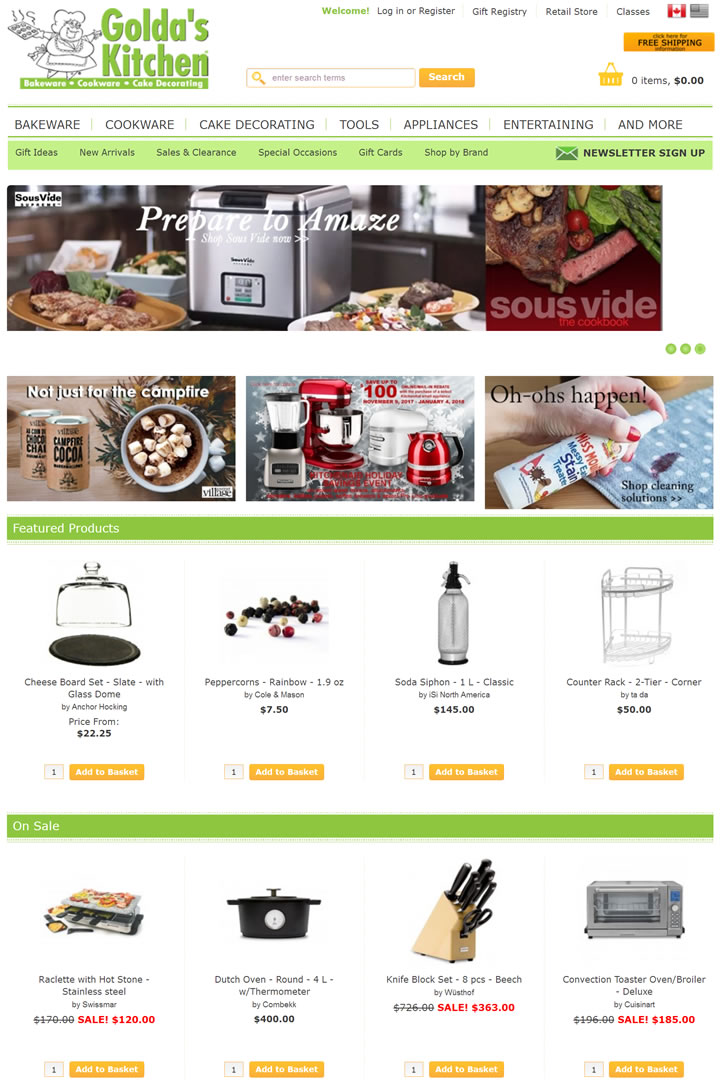 Golda's
Kitchen
Bakeware • Cookware • Cake Decorating
Welcome! Log in or Register Gift Registry Retail Store Classes
click here for
FREE SHIPPING
information
enter search terms Search
0 items, $0.00
BAKEWARE COOKWARE CAKE DECORATING TOOLS APPLIANCES ENTERTAINING AND MORE
Gift Ideas New Arrivals Sales & Clearance Special Occasions Gift Cards Shop by Brand NEWSLETTER SIGN UP
SousVide
SUPREME
Prepare to Amaze
Shop Sous Vide now >>
SousVide
sous vide
the cookbook
Not just for the campfire
CAMPFIRE
COCOA
village
SAVE UP TO
100
NOVEMBER 9, 2017 - JANUARY 4, 2018
KITCHENAID HOLIDAY
SAVINGS EVENT
Oh-ohs happen!
Miss Mouth's
Messy Eater
Stain
Treater
Shop cleaning
solutions >>
Featured Products
Cheese Board Set - Slate - with
Glass Dome
by Anchor Hocking
Price From:
$22.25
1 Add to Basket
Peppercorns - Rainbow - 1.9 oz
by Cole & Mason
$7.50
1 Add to Basket
Soda Siphon - 1 L - Classic
by iSi North America
$145.00
1 Add to Basket
Counter Rack - 2-Tier - Corner
by ta da
$50.00
1 Add to Basket
On Sale
Raclette with Hot Stone -
Stainless steel
by Swissmar
$170.00 SALE! $120.00
1 Add to Basket
Dutch Oven - Round - 4 L -
w/Thermometer
by Combekk
$400.00
1 Add to Basket
Knife Block Set - 8 pcs - Beech
by Wüsthof
$726.00 SALE! $363.00
1 Add to Basket
Convection Toaster Oven/Broiler
- Deluxe
by Cuisinart
$196.00 SALE! $185.00
1 Add to Basket